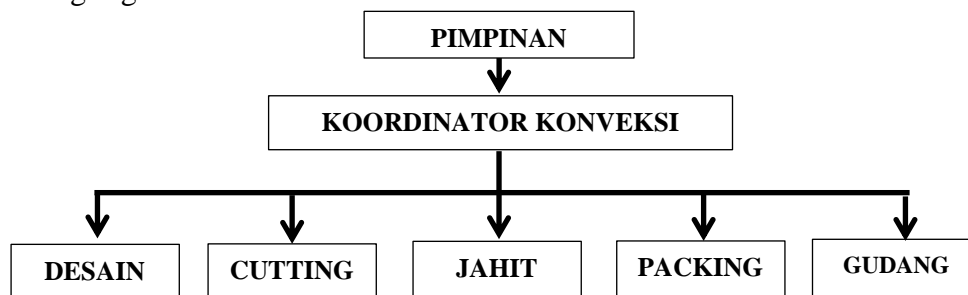 PIMPINAN
KOORDINATOR KONVEKSI
DESAIN CUTTING JAHIT PACKING GUDANG